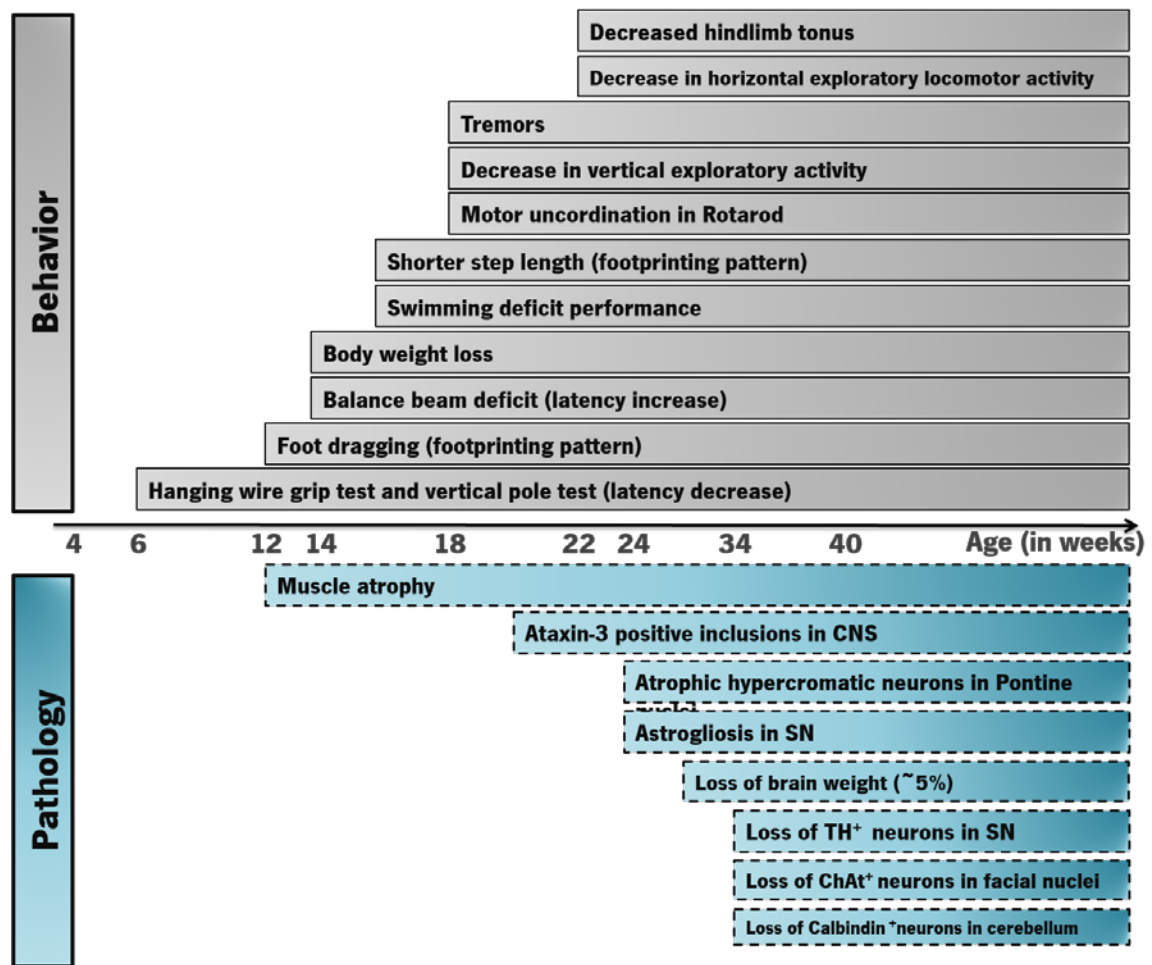 Behavior
Decreased hindlimb tonus
Decrease in horizontal exploratory locomotor activity
Tremors
Decrease in vertical exploratory activity
Motor uncordination in Rotarod
Shorter step length (footprinting pattern)
Swimming deficit performance
Body weight loss
Balance beam deficit (latency increase)
Foot dragging (footprinting pattern)
Hanging wire grip test and vertical pole test (latency decrease)
4 6 12 14 18 22 24 34 40 Age (in weeks)
Pathology
Muscle atrophy
Ataxin-3 positive inclusions in CNS
Atrophic hypercromatic neurons in Pontine
Astrogliosis in SN
Loss of brain weight (~5%)
Loss of TH⁺ neurons in SN
Loss of ChAt⁺ neurons in facial nuclei
Loss of Calbindin ⁺neurons in cerebellum